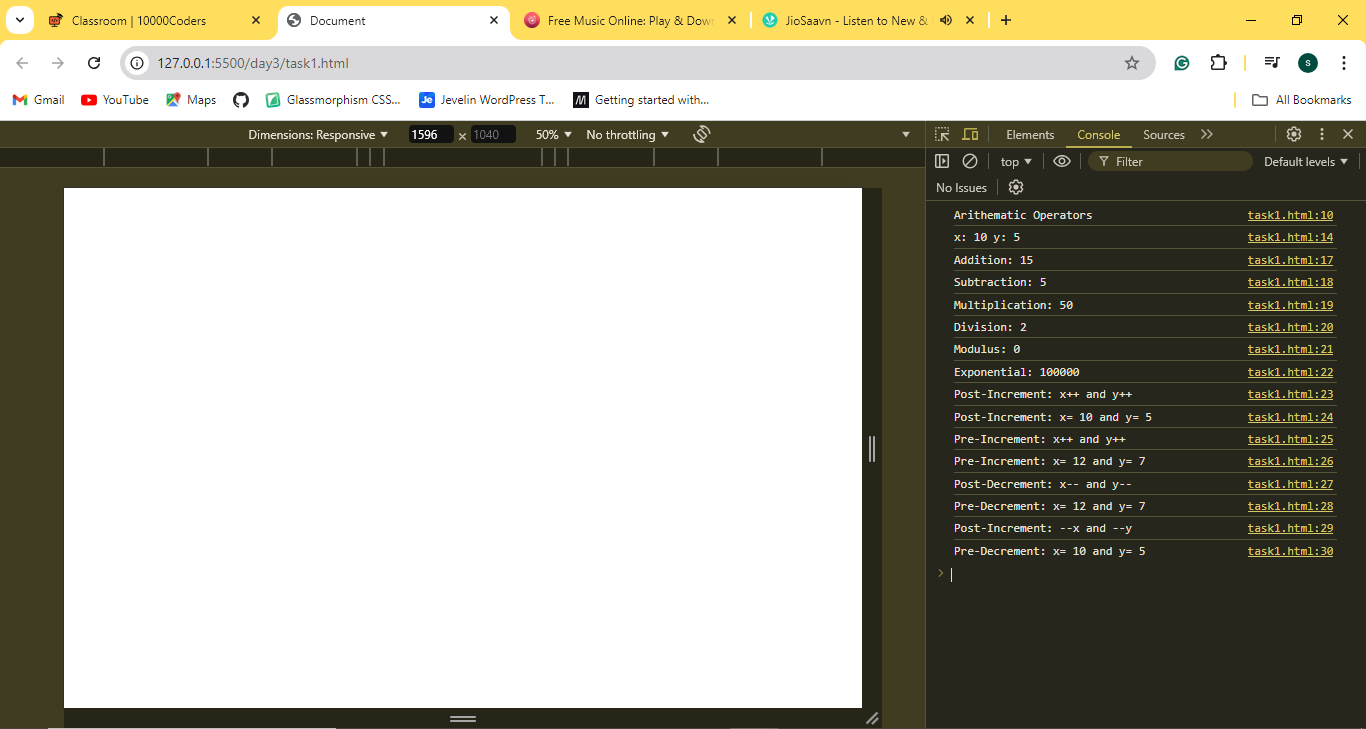 Classroom | 10000Coders
Document
Free Music Online: Play & Down
JioSaavn - Listen to New &
127.0.0.1:5500/day3/task1.html
S
Gmail
YouTube
Maps
Glassmorphism CSS...
Je
Jevelin WordPress T...
Getting started with...
All Bookmarks
Dimensions: Responsive
1596
x
1040
50%
No throttling
Elements
Console
Sources
top
Filter
Default levels
No Issues
Arithematic Operators task1.html:10
x: 10 y: 5 task1.html:14
Addition: 15 task1.html:17
Subtraction: 5 task1.html:18
Multiplication: 50 task1.html:19
Division: 2 task1.html:20
Modulus: 0 task1.html:21
Exponential: 100000 task1.html:22
Post-Increment: x++ and y++ task1.html:23
Post-Increment: x= 10 and y= 5 task1.html:24
Pre-Increment: x++ and y++ task1.html:25
Pre-Increment: x= 12 and y= 7 task1.html:26
Post-Decrement: x-- and y-- task1.html:27
Pre-Decrement: x= 12 and y= 7 task1.html:28
Post-Increment: --x and --y task1.html:29
Pre-Decrement: x= 10 and y= 5 task1.html:30